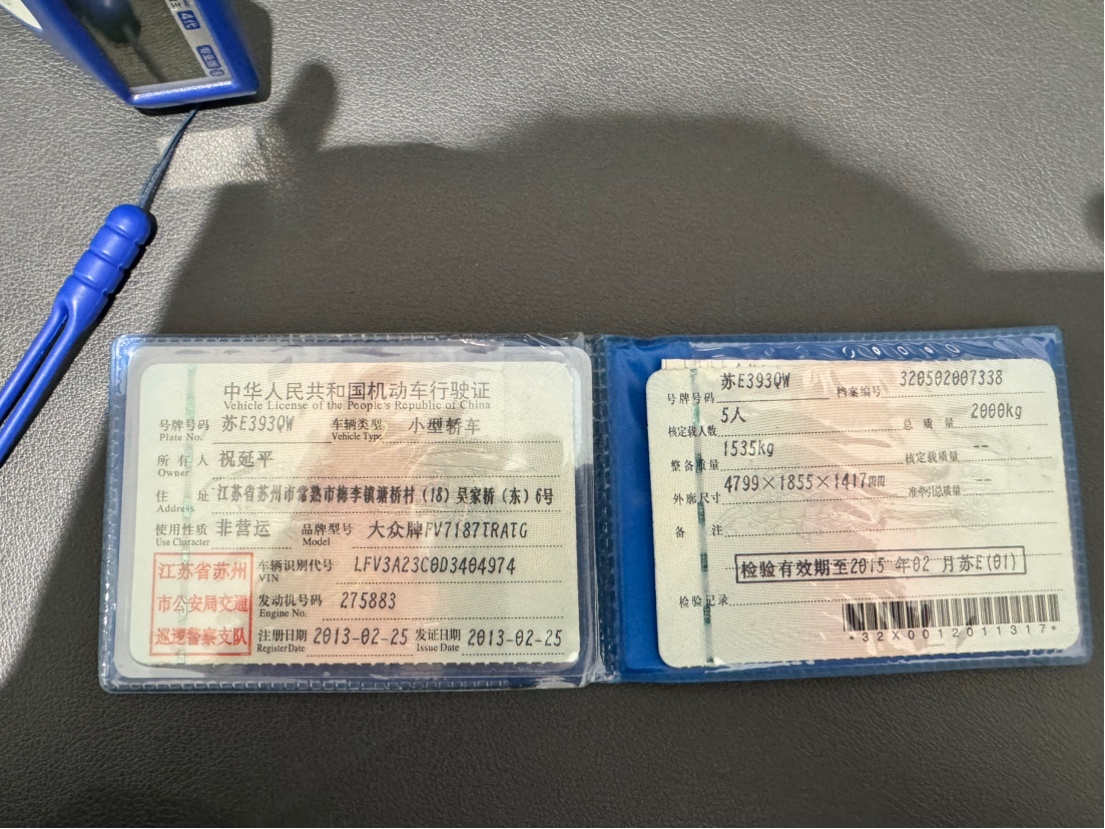 4代
中华人民共和国机动车行驶证
Vehicle License of the People's Republic of China
号牌号码 苏E393QW 车辆类型 小型轿车
Plate No. Vehicle Type
所有人 祝延平
Owner
住址 江苏省苏州市常熟市梅李镇塘桥村（18）吴家桥（东）6号
Address
使用性质 非营运 品牌型号 大众牌FV7187TRATG
Use Character Model
江苏省苏州
市公安局交通
巡逻警察支队
车辆识别代号 LFV3A23C0D3404974
VIN
发动机号码 275883
Engine No.
注册日期 2013-02-25 发证日期 2013-02-25
Register Date Issue Date
号牌号码 苏E393QW 档案编号 320502007338
核定载人数 5人 总质量 2000kg
整备质量 1535kg 核定载质量 --
外廓尺寸 4799×1855×1417mm 准牵引总质量 --
备注
检验有效期至2015年02月苏E(01)
检验记录
*32X0012011317*